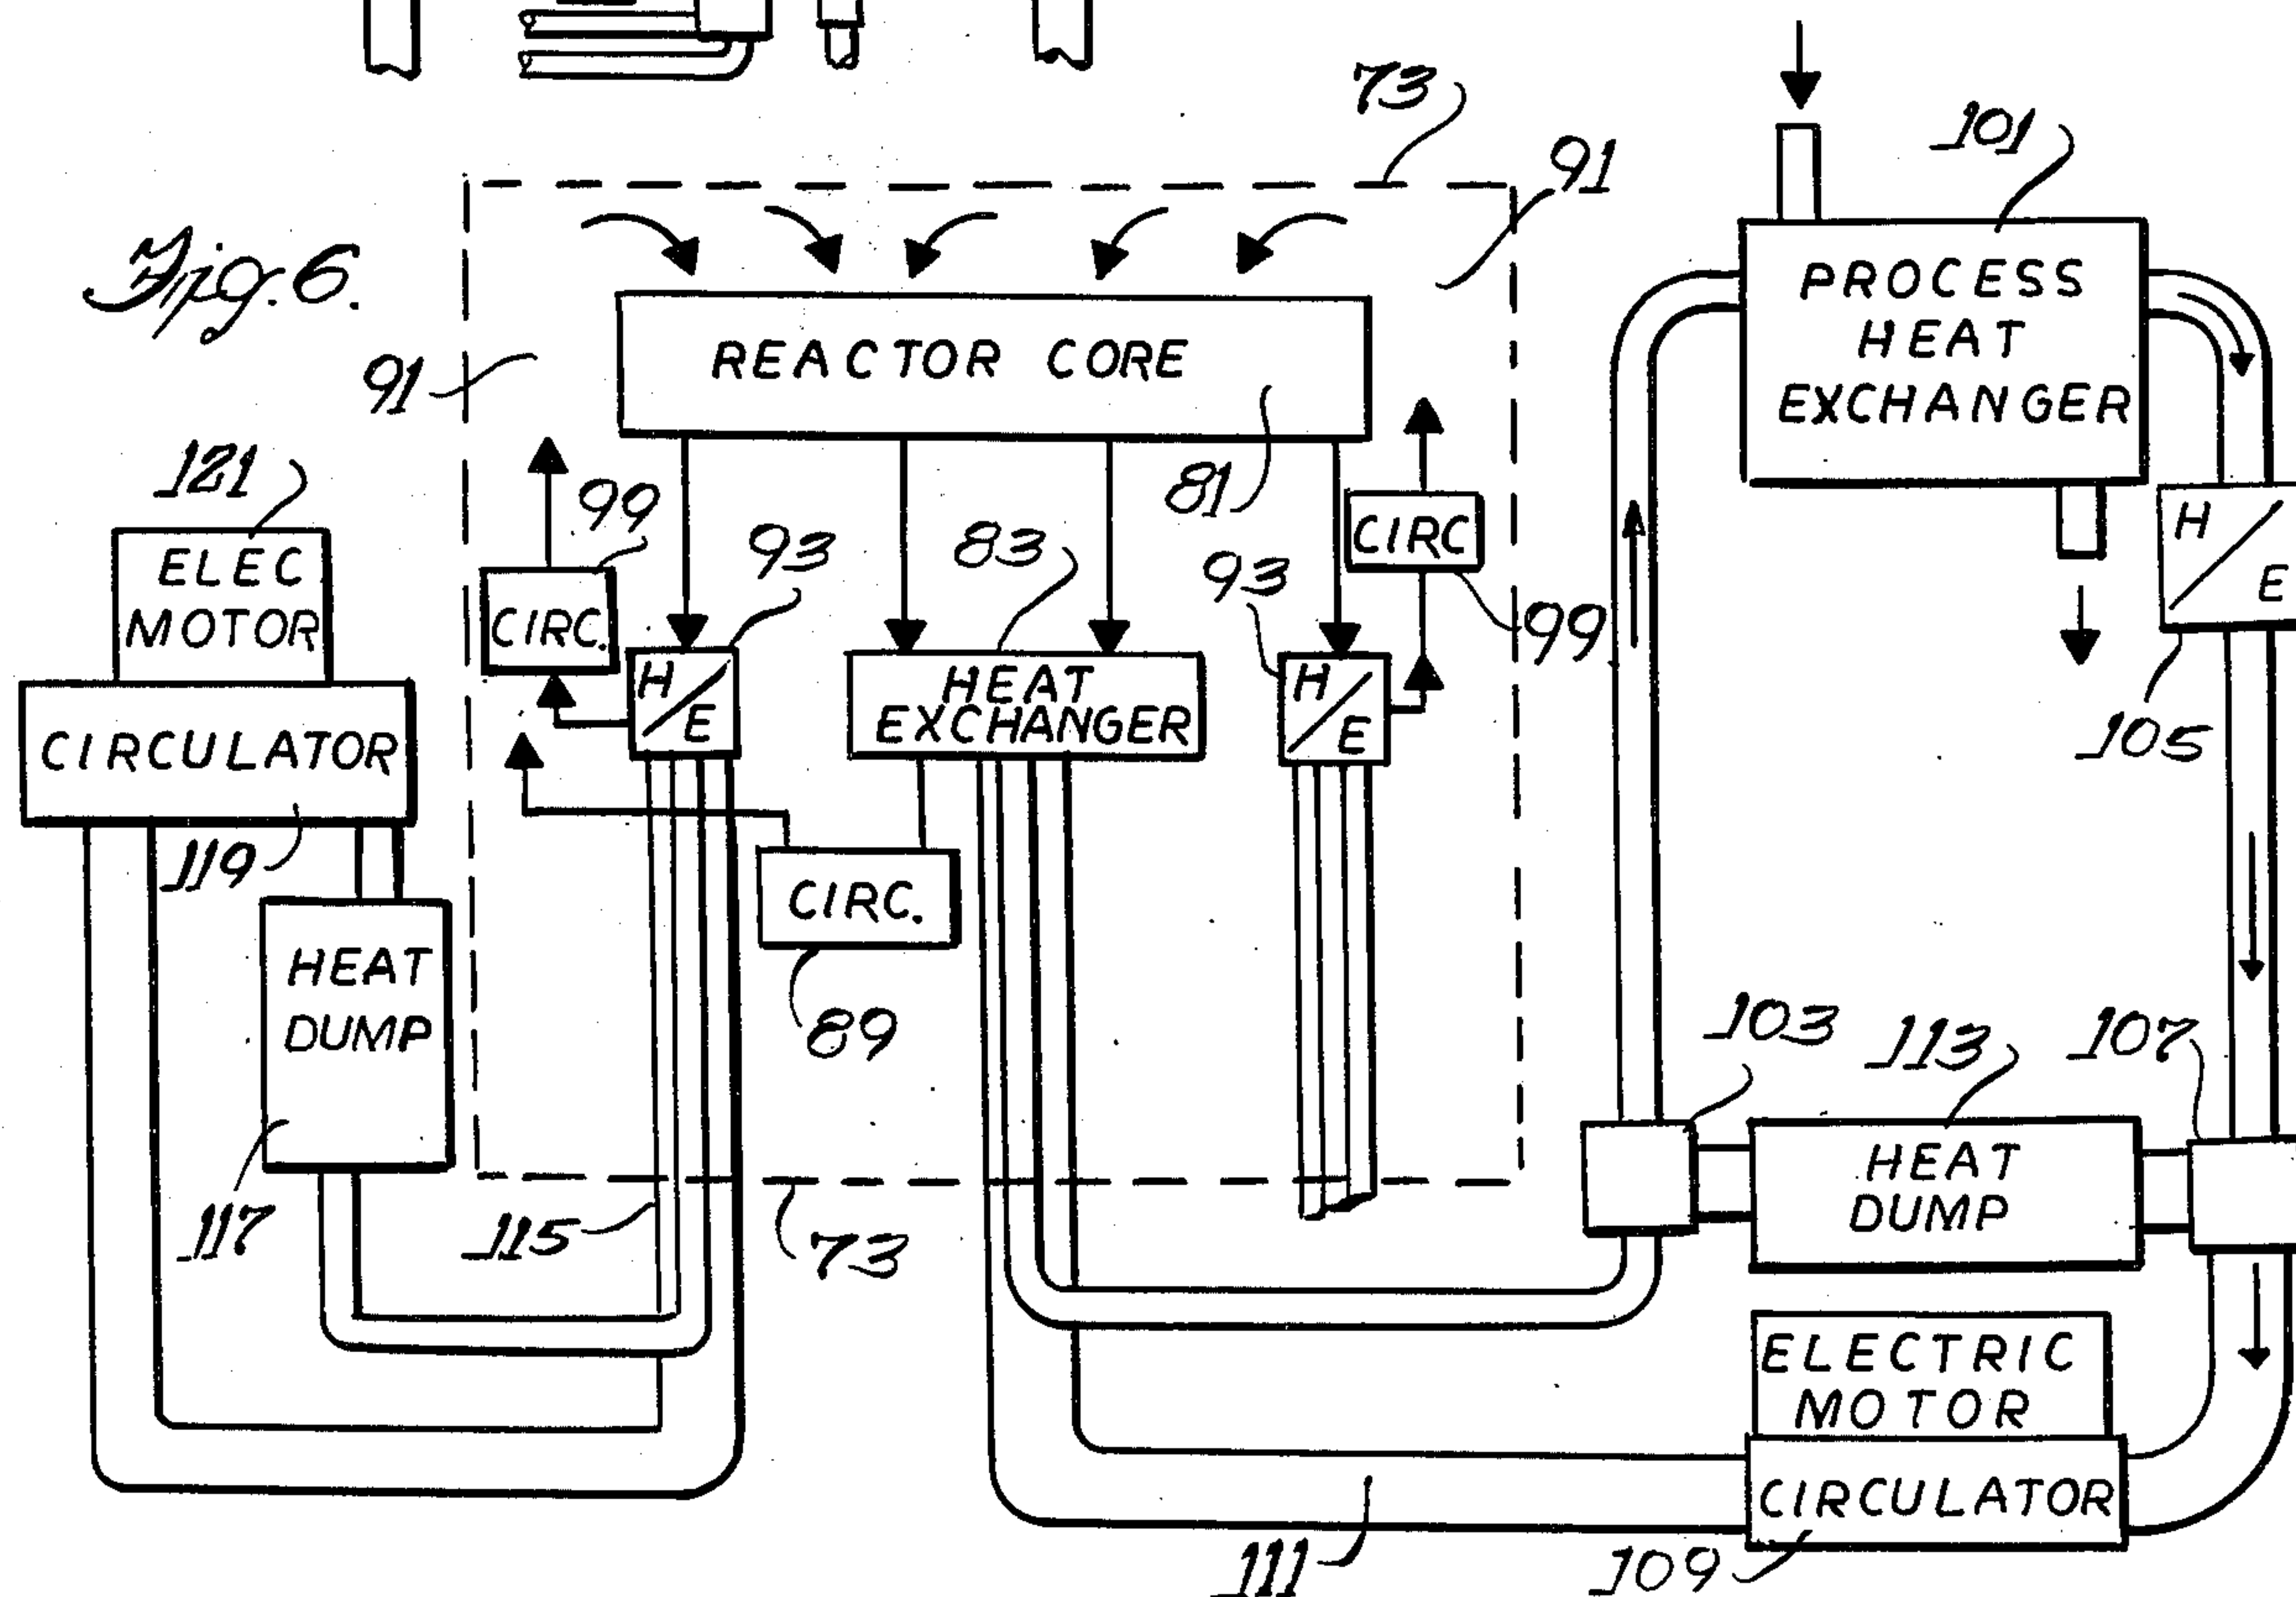 73
91
101
Fig. 6.
REACTOR CORE
PROCESS
HEAT
EXCHANGER
91
121
99
81
CIRC
H/E
93
83
93
99
ELEC
MOTOR
CIRC.
H/E
HEAT
EXCHANGER
H/E
105
CIRCULATOR
119
CIRC.
89
HEAT
DUMP
103
113
107
117
115
73
HEAT
DUMP
ELECTRIC
MOTOR
CIRCULATOR
111
109